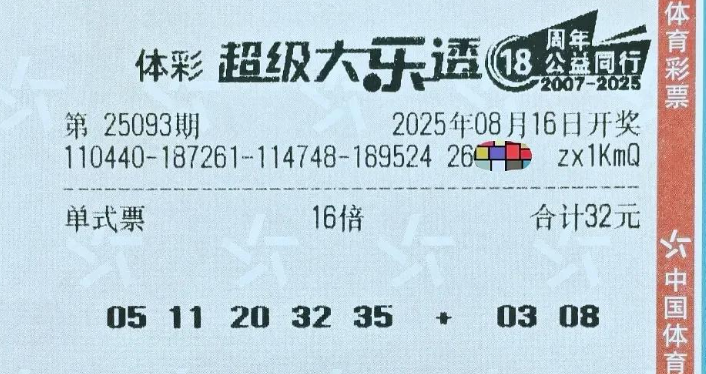 体彩 超级大乐透 18 周年 公益同行 2007-2025
第 25093期 2025年08月16日开奖
110440-187261-114748-189524 26 zx1KmQ
单式票 16倍 合计32元
05 11 20 32 35 + 03 08
体育彩票
中国体育